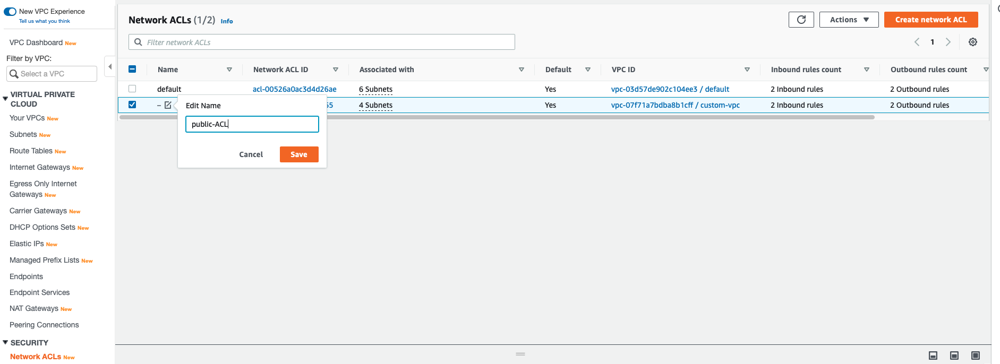 New VPC Experience
Tell us what you think
VPC Dashboard New
Filter by VPC:
Select a VPC
VIRTUAL PRIVATE
CLOUD
Your VPCs New
Subnets New
Route Tables New
Internet Gateways New
Egress Only Internet
Gateways New
Carrier Gateways New
DHCP Options Sets New
Elastic IPs New
Managed Prefix Lists New
Endpoints
Endpoint Services
NAT Gateways New
Peering Connections
SECURITY
Network ACLs New
Network ACLs (1/2) Info
Actions
Create network ACL
Filter network ACLs
1
Name Network ACL ID Associated with Default VPC ID Inbound rules count Outbound rules count
default acl-00526a0ac3d4d26ae 6 Subnets Yes vpc-03d57de902c104ee3 / default 2 Inbound rules 2 Outbound rules
– 4 Subnets Yes vpc-07f71a7bdba8b1cff / custom-vpc 2 Inbound rules 2 Outbound rules
Edit Name
public-ACL
Cancel Save